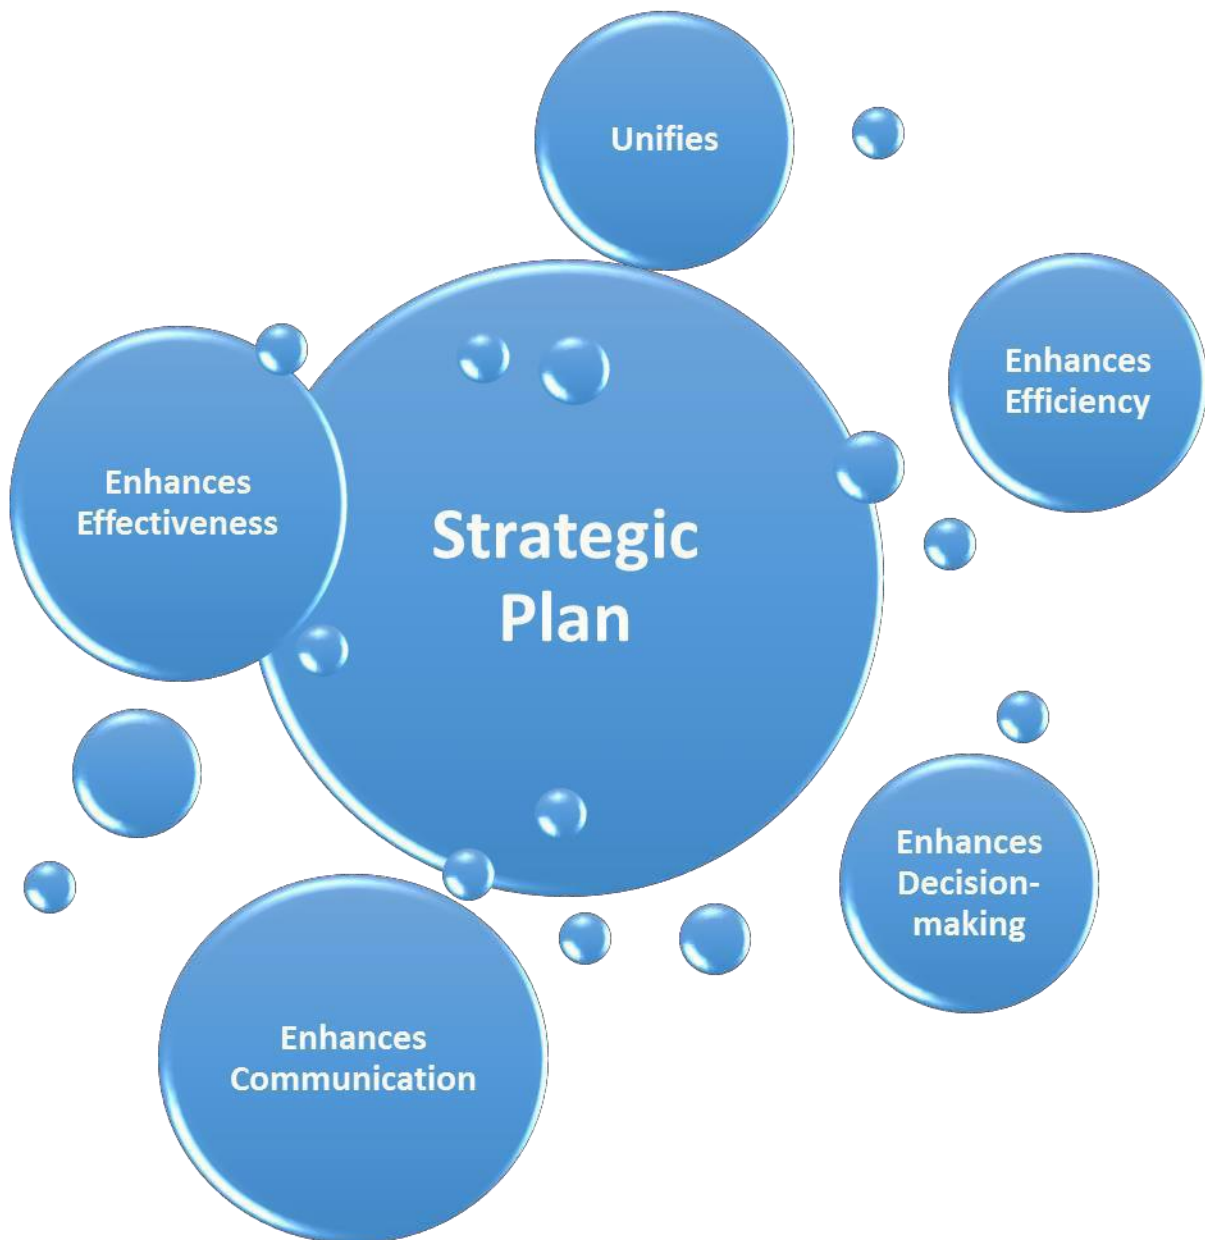 Unifies
Enhances
Efficiency
Enhances
Effectiveness
Strategic
Plan
Enhances
Decision-
making
Enhances
Communication